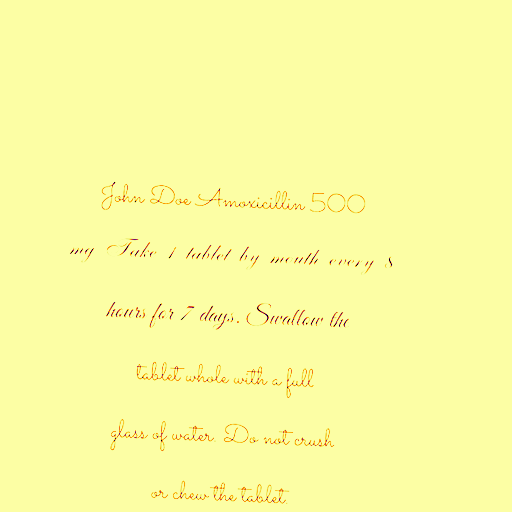 John Doe Amoxicillin 500
mg Take 1 tablet by mouth every 8
hours for 7 days. Swallow the
tablet whole with a full
glass of water. Do not crush
or chew the tablet.